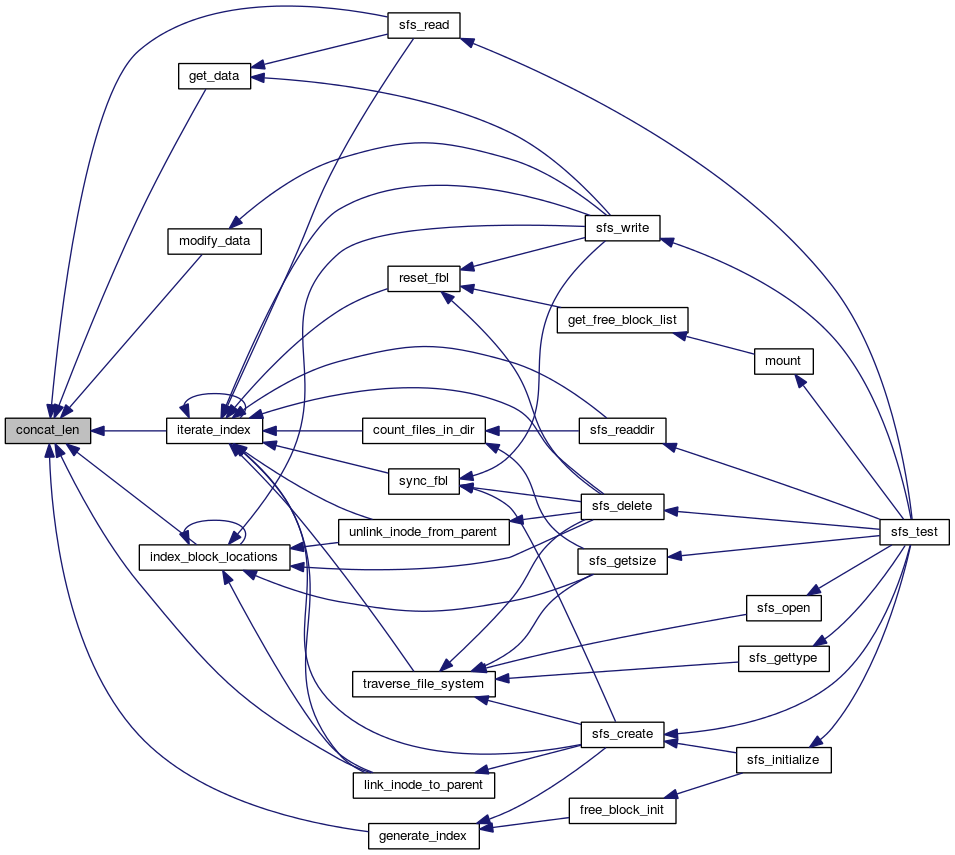 sfs_read
get_data
sfs_write
modify_data
reset_fbl
get_free_block_list
mount
concat_len
iterate_index
count_files_in_dir
sfs_readdir
sync_fbl
sfs_delete
unlink_inode_from_parent
sfs_test
index_block_locations
sfs_getsize
sfs_open
sfs_gettype
traverse_file_system
sfs_create
sfs_initialize
link_inode_to_parent
free_block_init
generate_index